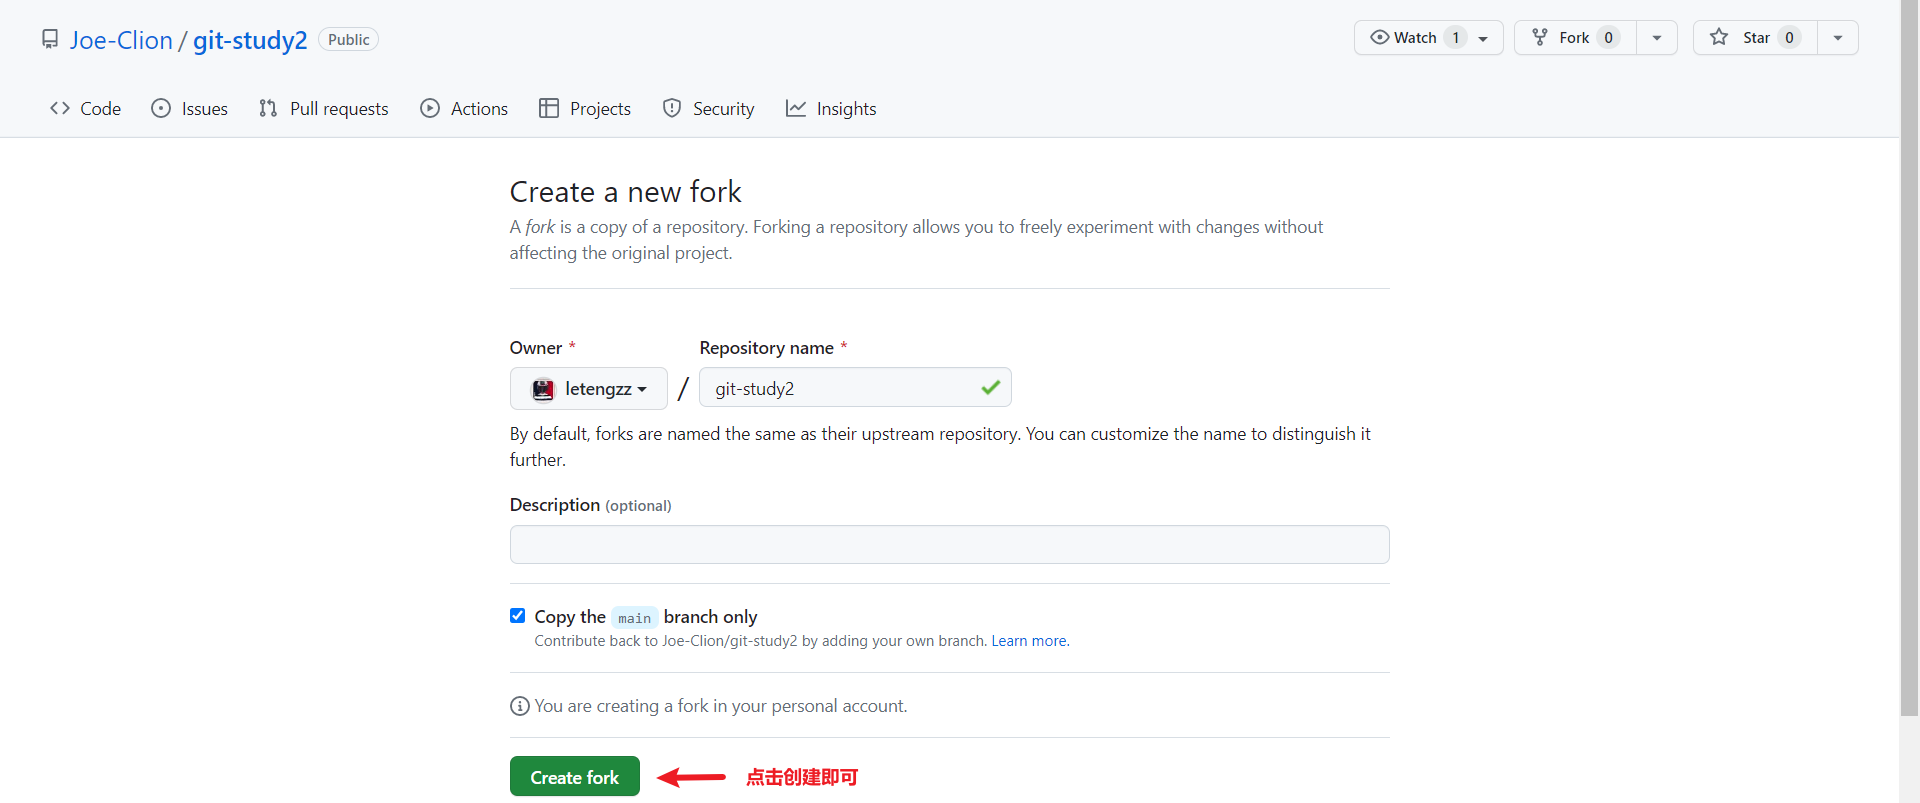 Joe-Clion / git-study2 Public
Watch 1 Fork 0 Star 0
Code Issues Pull requests Actions Projects Security Insights
Create a new fork
A fork is a copy of a repository. Forking a repository allows you to freely experiment with changes without
affecting the original project.
Owner * Repository name *
letengzz / git-study2
By default, forks are named the same as their upstream repository. You can customize the name to distinguish it
further.
Description (optional)
Copy the main branch only
Contribute back to Joe-Clion/git-study2 by adding your own branch. Learn more.
You are creating a fork in your personal account.
Create fork 点击创建即可